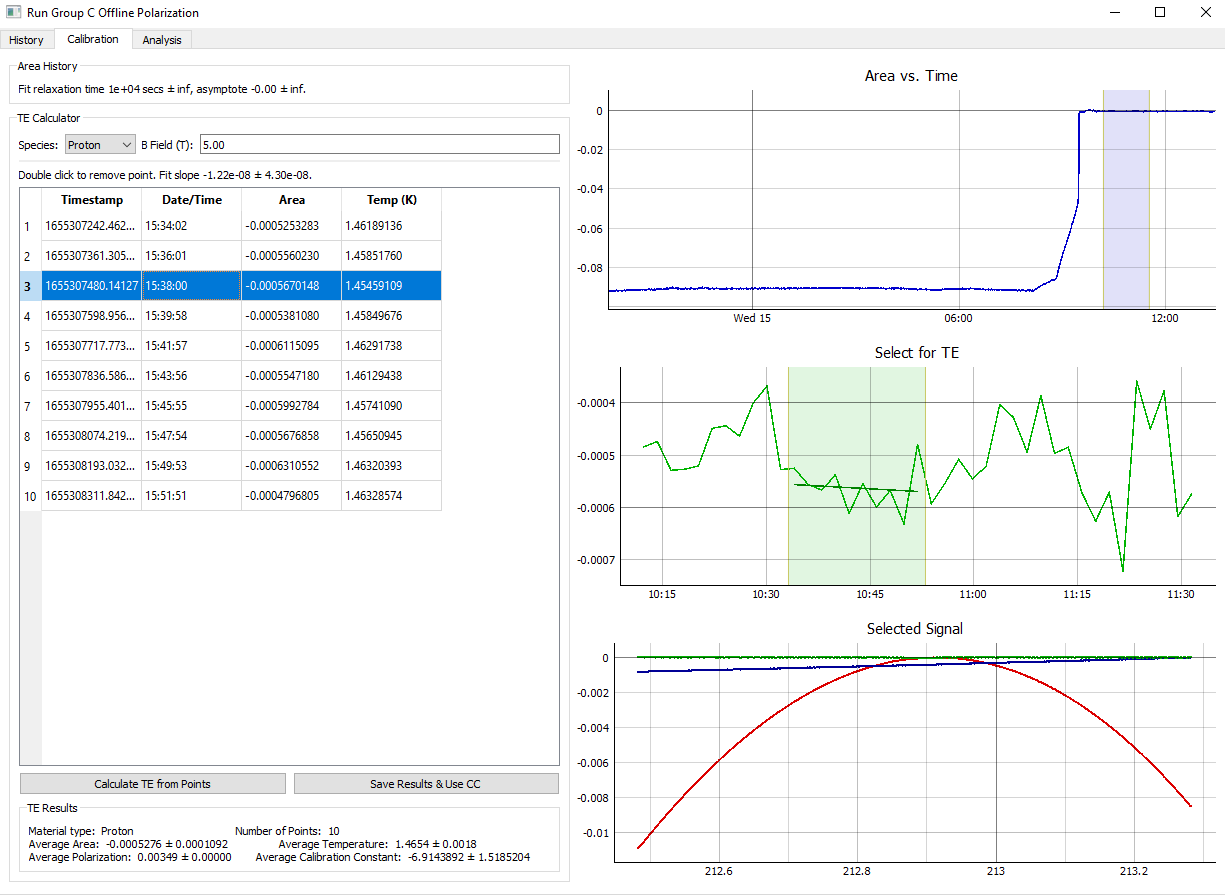 Run Group C Offline Polarization
History Calibration Analysis
Area History
Fit relaxation time 1e+04 secs ± inf, asymptote -0.00 ± inf.
TE Calculator
Species: Proton B Field (T): 5.00
Double click to remove point. Fit slope -1.22e-08 ± 4.30e-08.
Timestamp Date/Time Area Temp (K)
1 1655307242.462... 15:34:02 -0.0005253283 1.46189136
2 1655307361.305... 15:36:01 -0.0005560230 1.45851760
3 1655307480.14127 15:38:00 -0.0005670148 1.45459109
4 1655307598.956... 15:39:58 -0.0005381080 1.45849676
5 1655307717.773... 15:41:57 -0.0006115095 1.46291738
6 1655307836.586... 15:43:56 -0.0005547180 1.46129438
7 1655307955.401... 15:45:55 -0.0005992784 1.45741090
8 1655308074.219... 15:47:54 -0.0005676858 1.45650945
9 1655308193.032... 15:49:53 -0.0006310552 1.46320393
10 1655308311.842... 15:51:51 -0.0004796805 1.46328574
Calculate TE from Points Save Results & Use CC
TE Results
Material type: Proton Number of Points: 10
Average Area: -0.0005276 ± 0.0001092 Average Temperature: 1.4654 ± 0.0018
Average Polarization: 0.00349 ± 0.00000 Average Calibration Constant: -6.9143892 ± 1.5185204
Area vs. Time
0
-0.02
-0.04
-0.06
-0.08
Wed 15 06:00 12:00
Select for TE
-0.0004
-0.0005
-0.0006
-0.0007
10:15 10:30 10:45 11:00 11:15 11:30
Selected Signal
0
-0.002
-0.004
-0.006
-0.008
-0.01
212.6 212.8 213 213.2